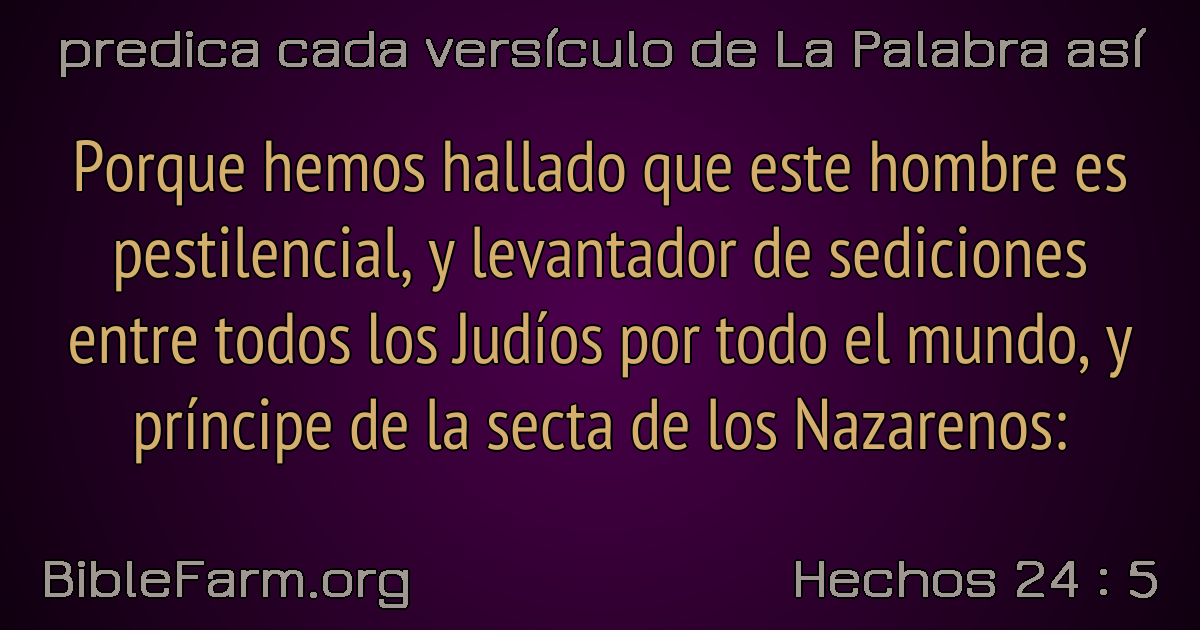 predica cada versículo de La Palabra así
Porque hemos hallado que este hombre es
pestilencial, y levantador de sediciones
entre todos los Judíos por todo el mundo, y
príncipe de la secta de los Nazarenos:
BibleFarm.org
Hechos 24 : 5